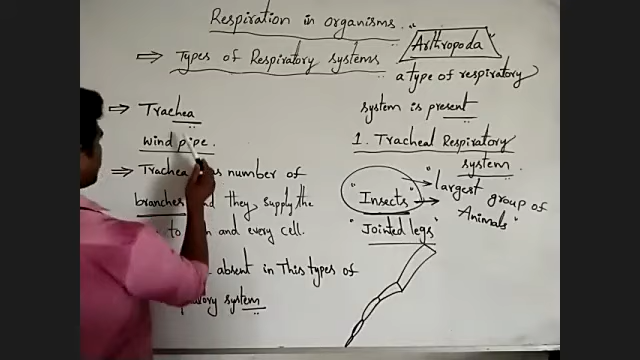 Respiration in organisms..
⇒ Types of Respiratory systems
"Arthropoda"
a type of respiratory
system is present
⇒ Trachea
wind pipe.
⇒ Trachea number of
branches and they supply the
to and every cell.
absent in This types of
system
1. Tracheal Respiratory
system.
"Insects" → "largest group of
Animals"
"Jointed legs"